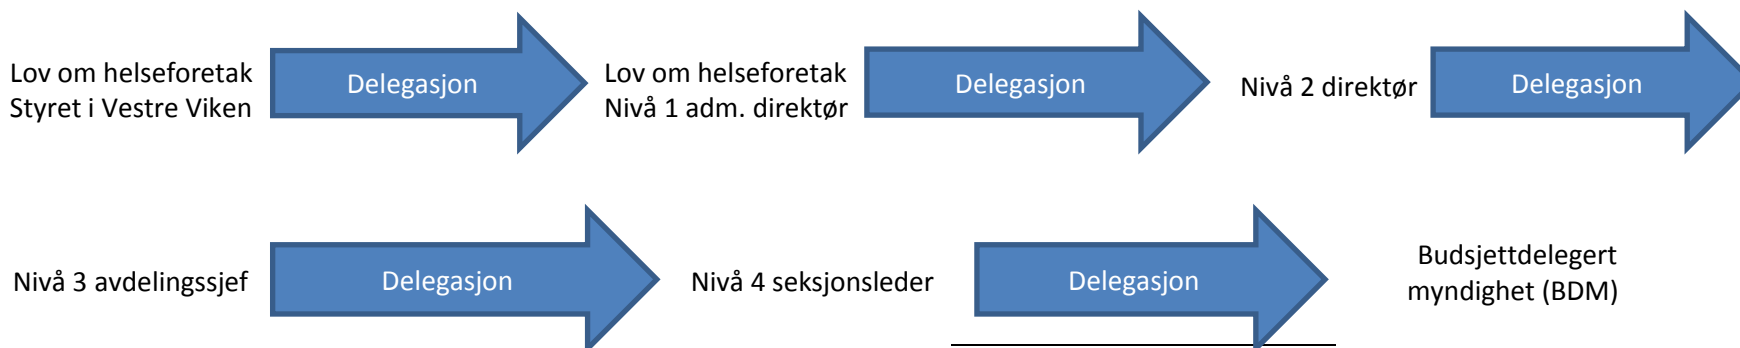 Lov om helseforetak
Styret i Vestre Viken
Delegasjon
Lov om helseforetak
Nivå 1 adm. direktør
Delegasjon
Nivå 2 direktør
Delegasjon
Nivå 3 avdelingssjef
Delegasjon
Nivå 4 seksjonsleder
Delegasjon
Budsjettdelegert
myndighet (BDM)